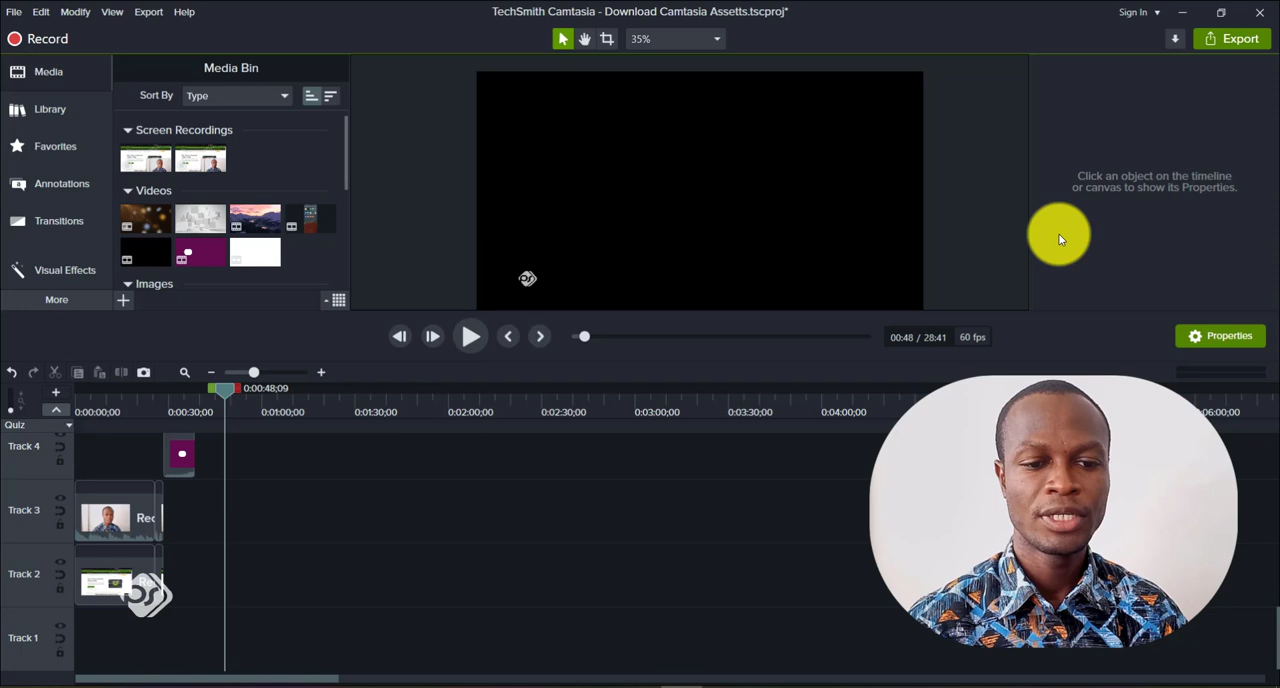 File Edit Modify View Export Help
TechSmith Camtasia - Download Camtasia Assetts.tscproj*
Sign In
Record
35%
Export
Media
Library
Favorites
Annotations
Transitions
Visual Effects
More
Media Bin
Sort By Type
Screen Recordings
Videos
Images
Click an object on the timeline
or canvas to show its Properties.
00:48 / 28:41 60 fps
Properties
0:00:48;09
0:00:00;00 0:00:30;00 0:01:00;00 0:01:30;00 0:02:00;00 0:02:30;00 0:03:00;00 0:03:30;00 0:04:00;00 :06:00;00
Quiz
Track 4
Track 3
Rec
Track 2
Track 1